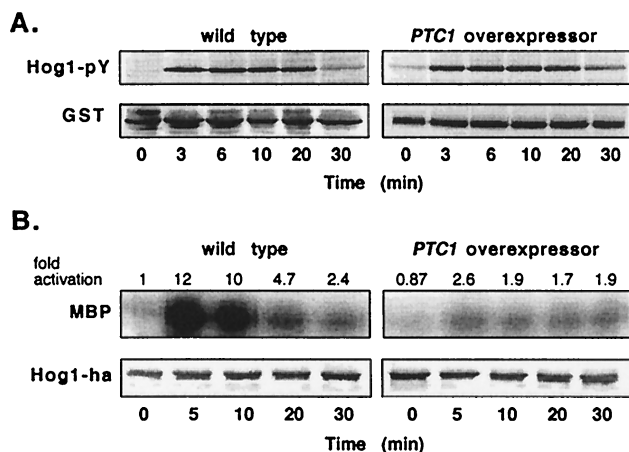 A.
wild type PTC1 overexpressor
Hog1-pY
GST
0 3 6 10 20 30 0 3 6 10 20 30
Time (min)
B.
wild type PTC1 overexpressor
fold activation 1 12 10 4.7 2.4 0.87 2.6 1.9 1.7 1.9
MBP
Hog1-ha
0 5 10 20 30 0 5 10 20 30
Time (min)